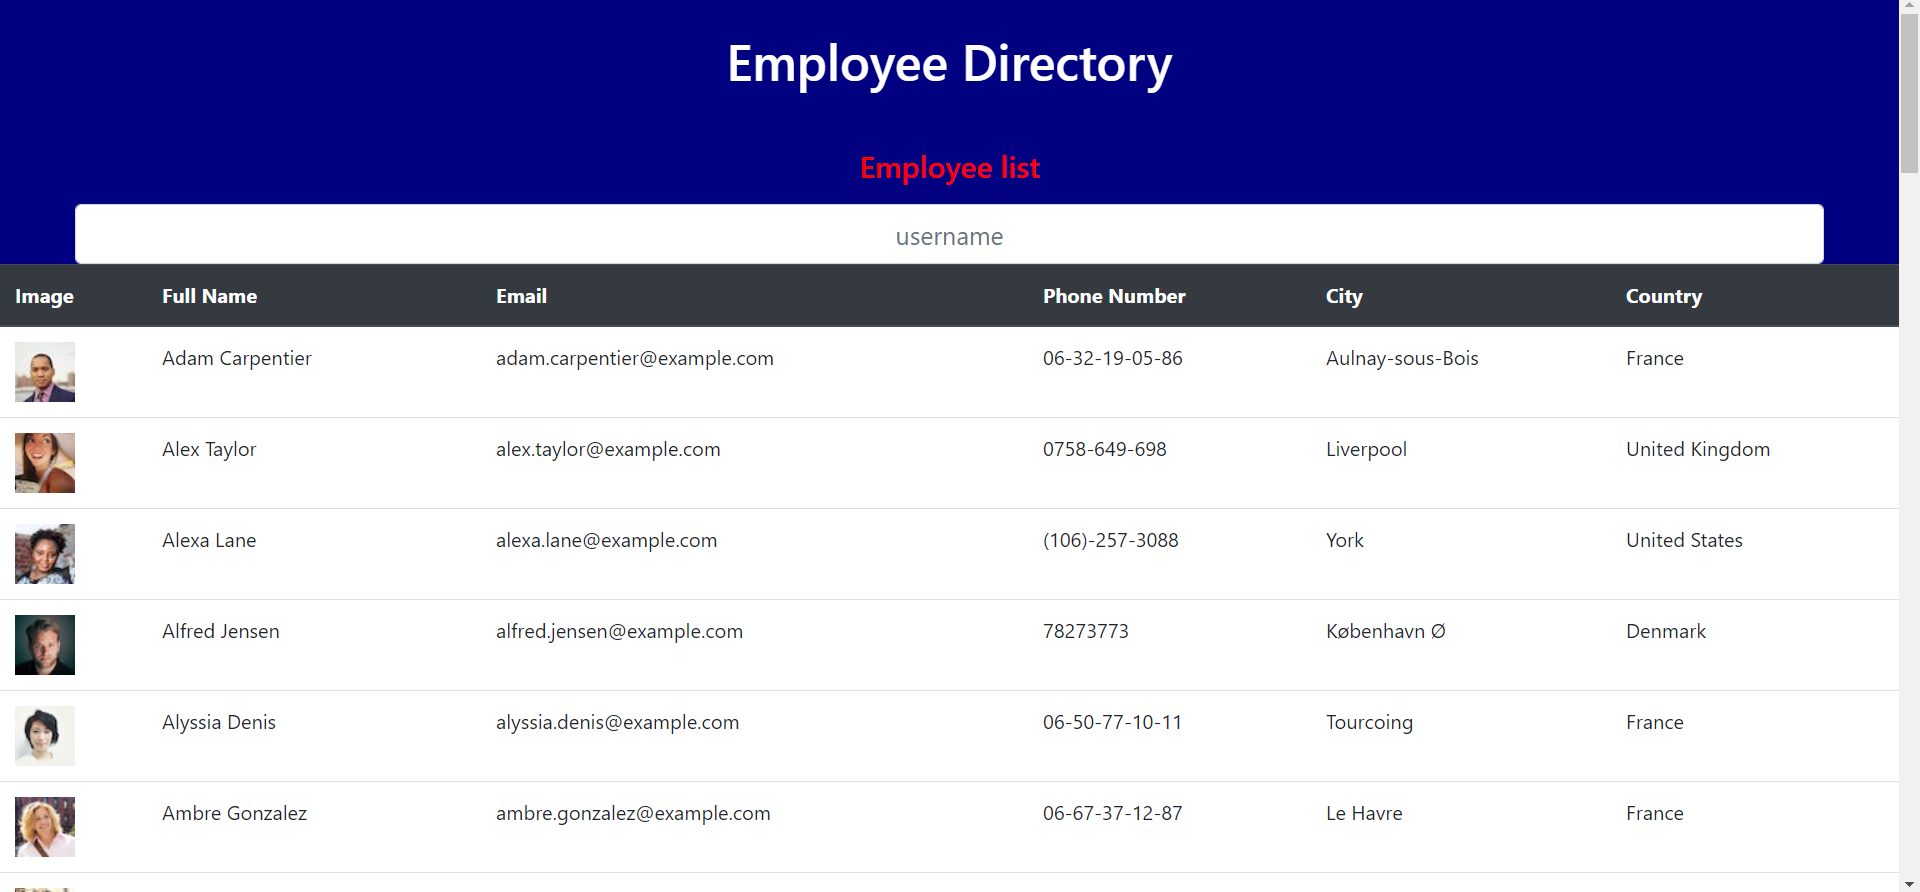 Employee Directory
Employee list
username
Image Full Name Email Phone Number City Country
Adam Carpentier adam.carpentier@example.com 06-32-19-05-86 Aulnay-sous-Bois France
Alex Taylor alex.taylor@example.com 0758-649-698 Liverpool United Kingdom
Alexa Lane alexa.lane@example.com (106)-257-3088 York United States
Alfred Jensen alfred.jensen@example.com 78273773 København Ø Denmark
Alyssia Denis alyssia.denis@example.com 06-50-77-10-11 Tourcoing France
Ambre Gonzalez ambre.gonzalez@example.com 06-67-37-12-87 Le Havre France